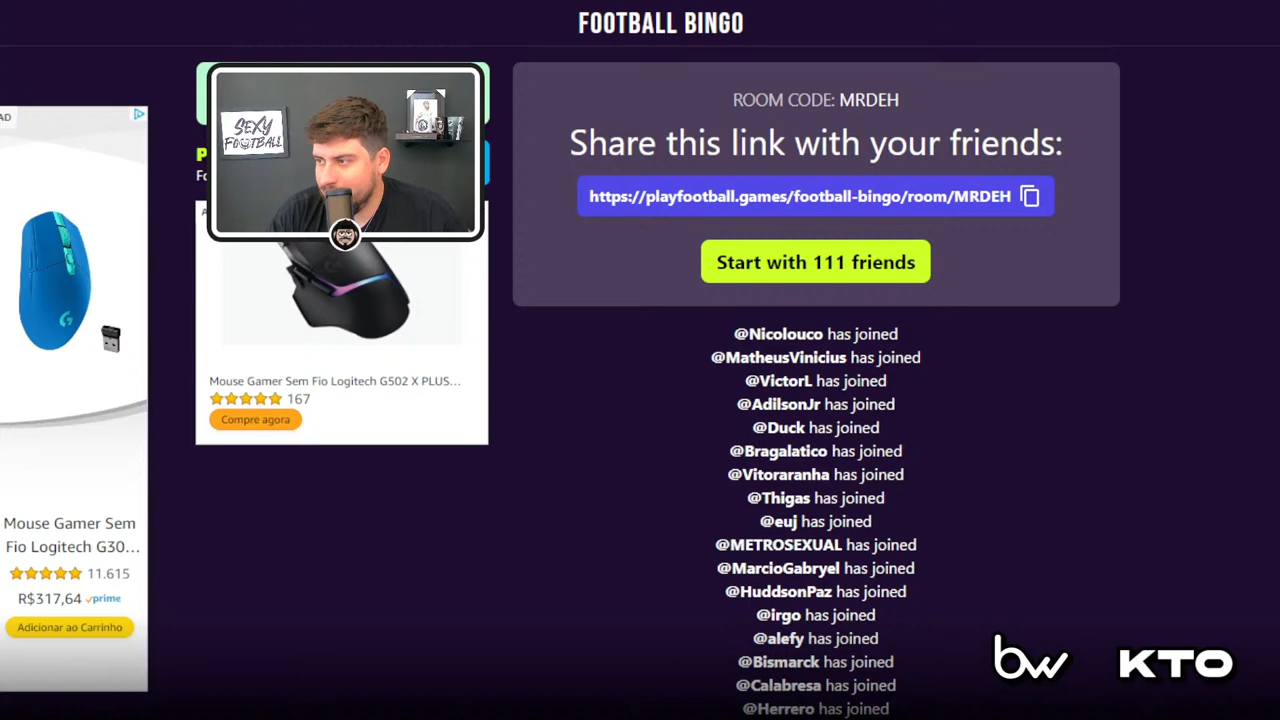 FOOTBALL BINGO
AD
SEXY
FOOTBALL
ROOM CODE: MRDEH
Share this link with your friends:
https://playfootball.games/football-bingo/room/MRDEH
Start with 111 friends
P
Fo
A
Mouse Gamer Sem Fio Logitech G502 X PLUS...
167
Compre agora
Mouse Gamer Sem
Fio Logitech G30...
11.615
R$317,64 prime
Adicionar ao Carrinho
@Nicolouco has joined
@MatheusVinicius has joined
@VictorL has joined
@AdilsonJr has joined
@Duck has joined
@Bragalatico has joined
@Vitoraranha has joined
@Thigas has joined
@euj has joined
@METROSEXUAL has joined
@MarcioGabryel has joined
@HuddsonPaz has joined
@irgo has joined
@alefy has joined
@Bismarck has joined
@Calabresa has joined
@Herrero has joined
bw KTO